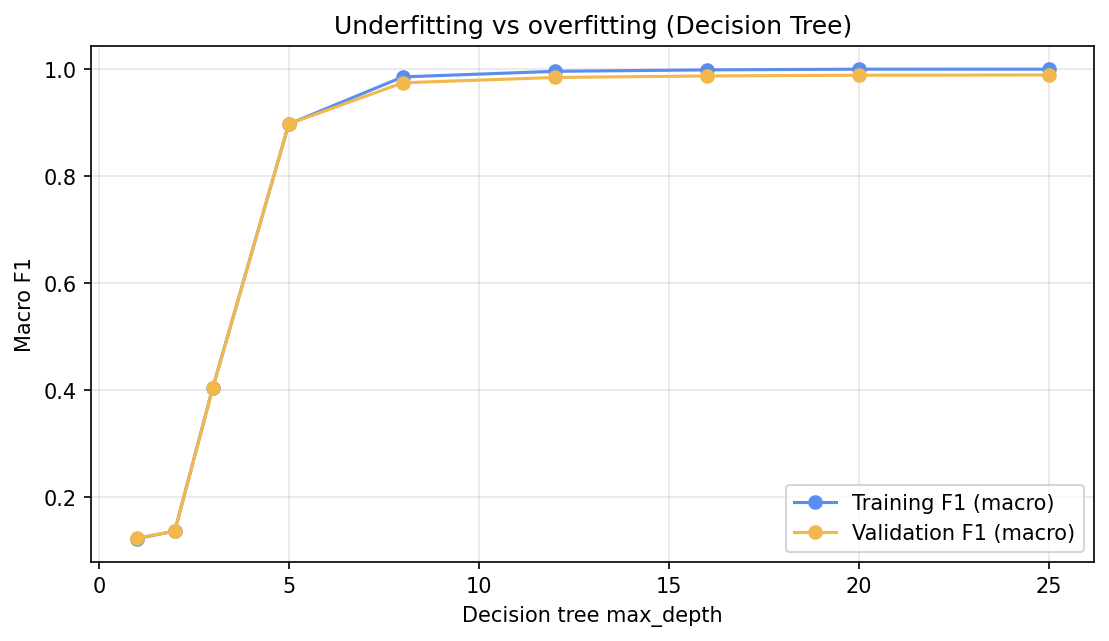 Underfitting vs overfitting (Decision Tree)
Macro F1
1.0
0.8
0.6
0.4
0.2
0 5 10 15 20 25
Decision tree max_depth
Training F1 (macro)
Validation F1 (macro)